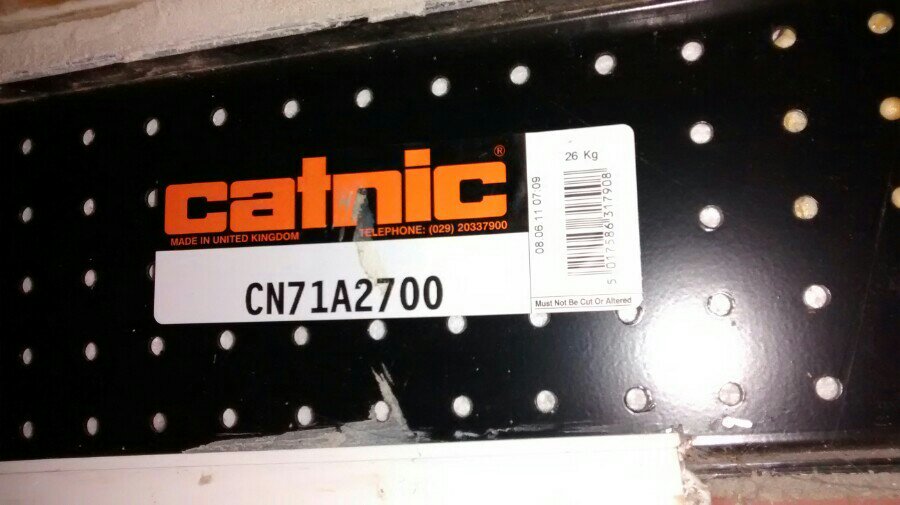 catnic®
MADE IN UNITED KINGDOM TELEPHONE: (029) 20337900
CN71A2700
26 Kg
08 06 11 07:09
5 017586 317908
Must Not Be Cut Or Altered